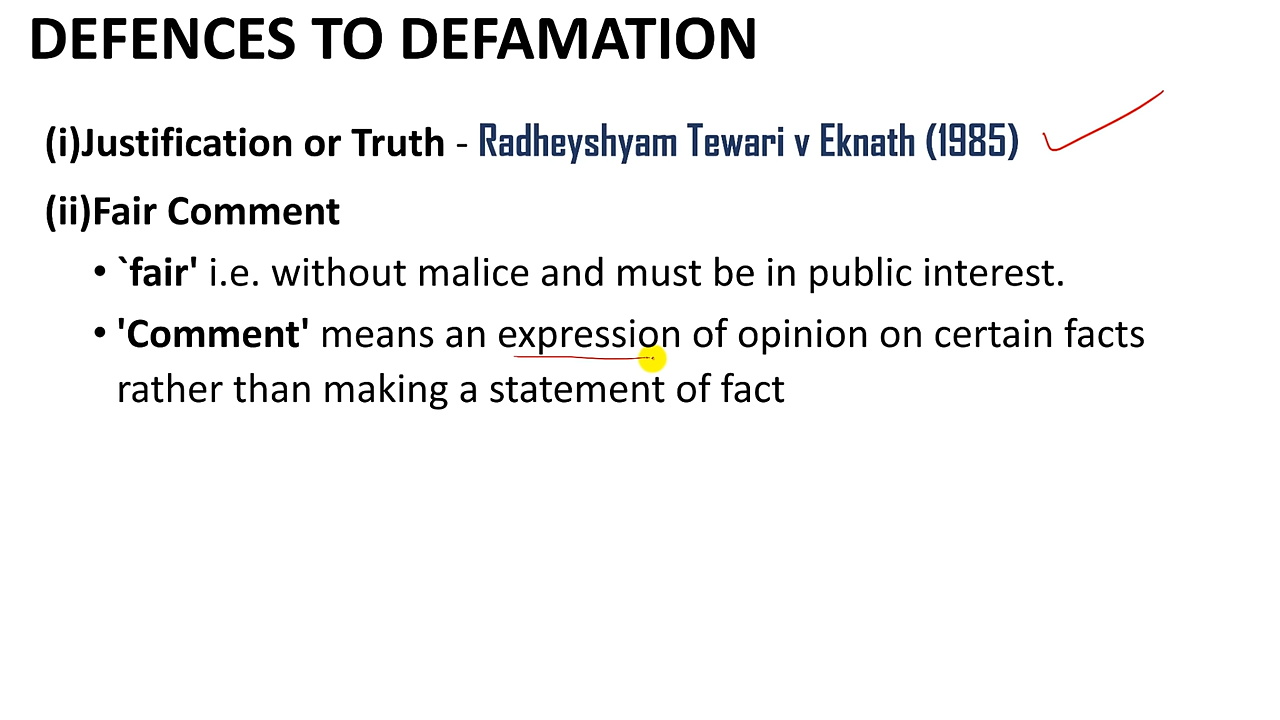 DEFENCES TO DEFAMATION
(i)Justification or Truth - Radheyshyam Tewari v Eknath (1985)
(ii)Fair Comment
• `fair' i.e. without malice and must be in public interest.
• 'Comment' means an expression of opinion on certain facts
rather than making a statement of fact